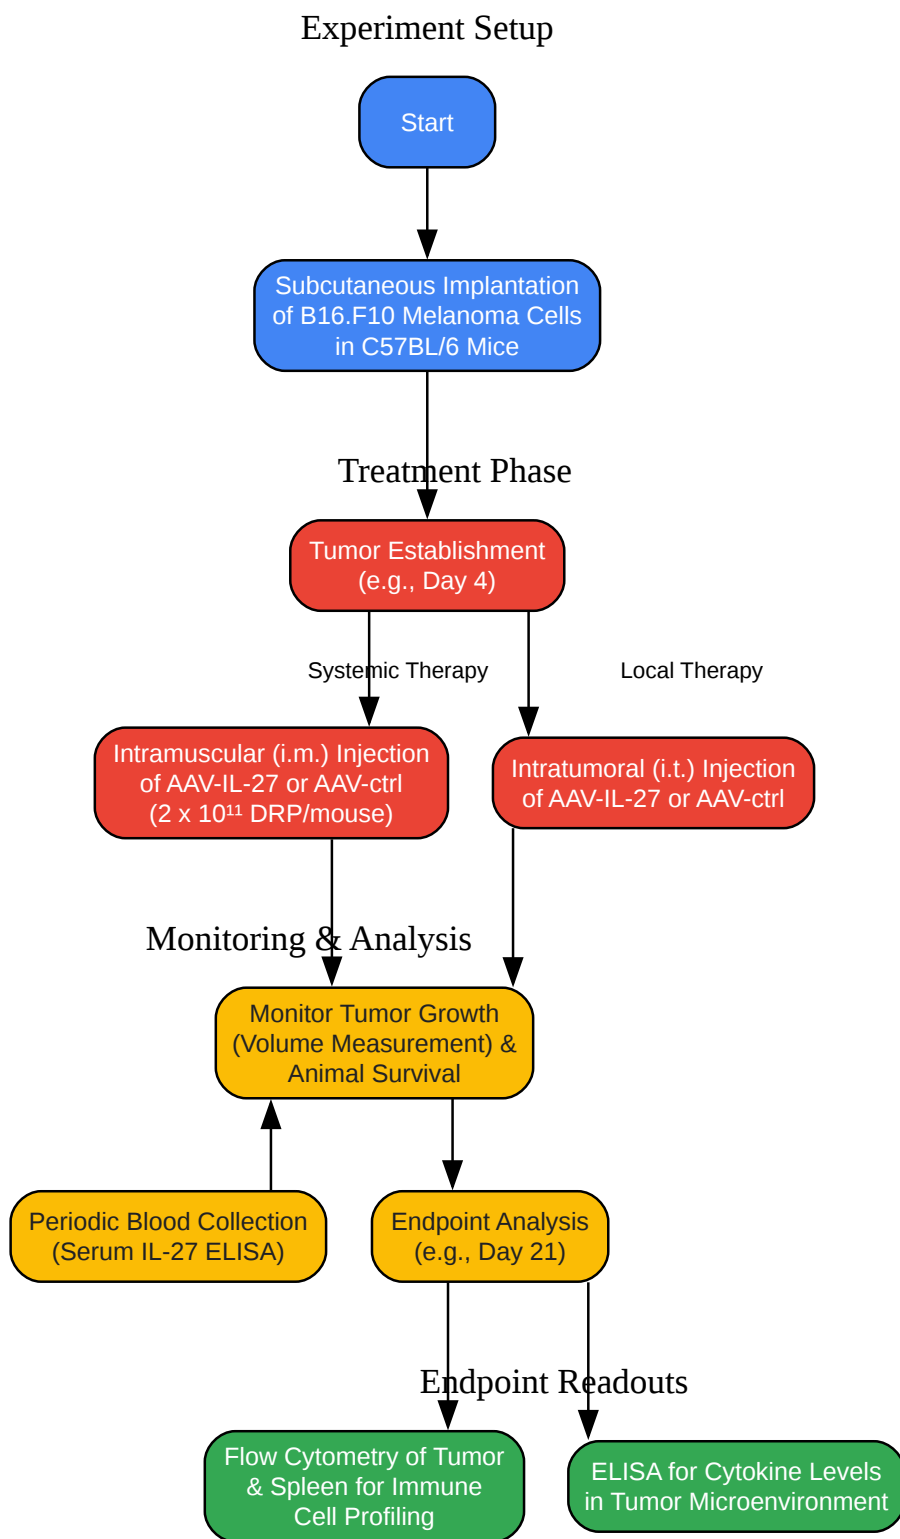 Experiment Setup
Start
Subcutaneous Implantation
of B16.F10 Melanoma Cells
in C57BL/6 Mice
Treatment Phase
Tumor Establishment
(e.g., Day 4)
Systemic Therapy
Local Therapy
Intramuscular (i.m.) Injection
of AAV-IL-27 or AAV-ctrl
(2 x 10¹¹ DRP/mouse)
Intratumoral (i.t.) Injection
of AAV-IL-27 or AAV-ctrl
Monitoring & Analysis
Monitor Tumor Growth
(Volume Measurement) &
Animal Survival
Periodic Blood Collection
(Serum IL-27 ELISA)
Endpoint Analysis
(e.g., Day 21)
Endpoint Readouts
Flow Cytometry of Tumor
& Spleen for Immune
Cell Profiling
ELISA for Cytokine Levels
in Tumor Microenvironment